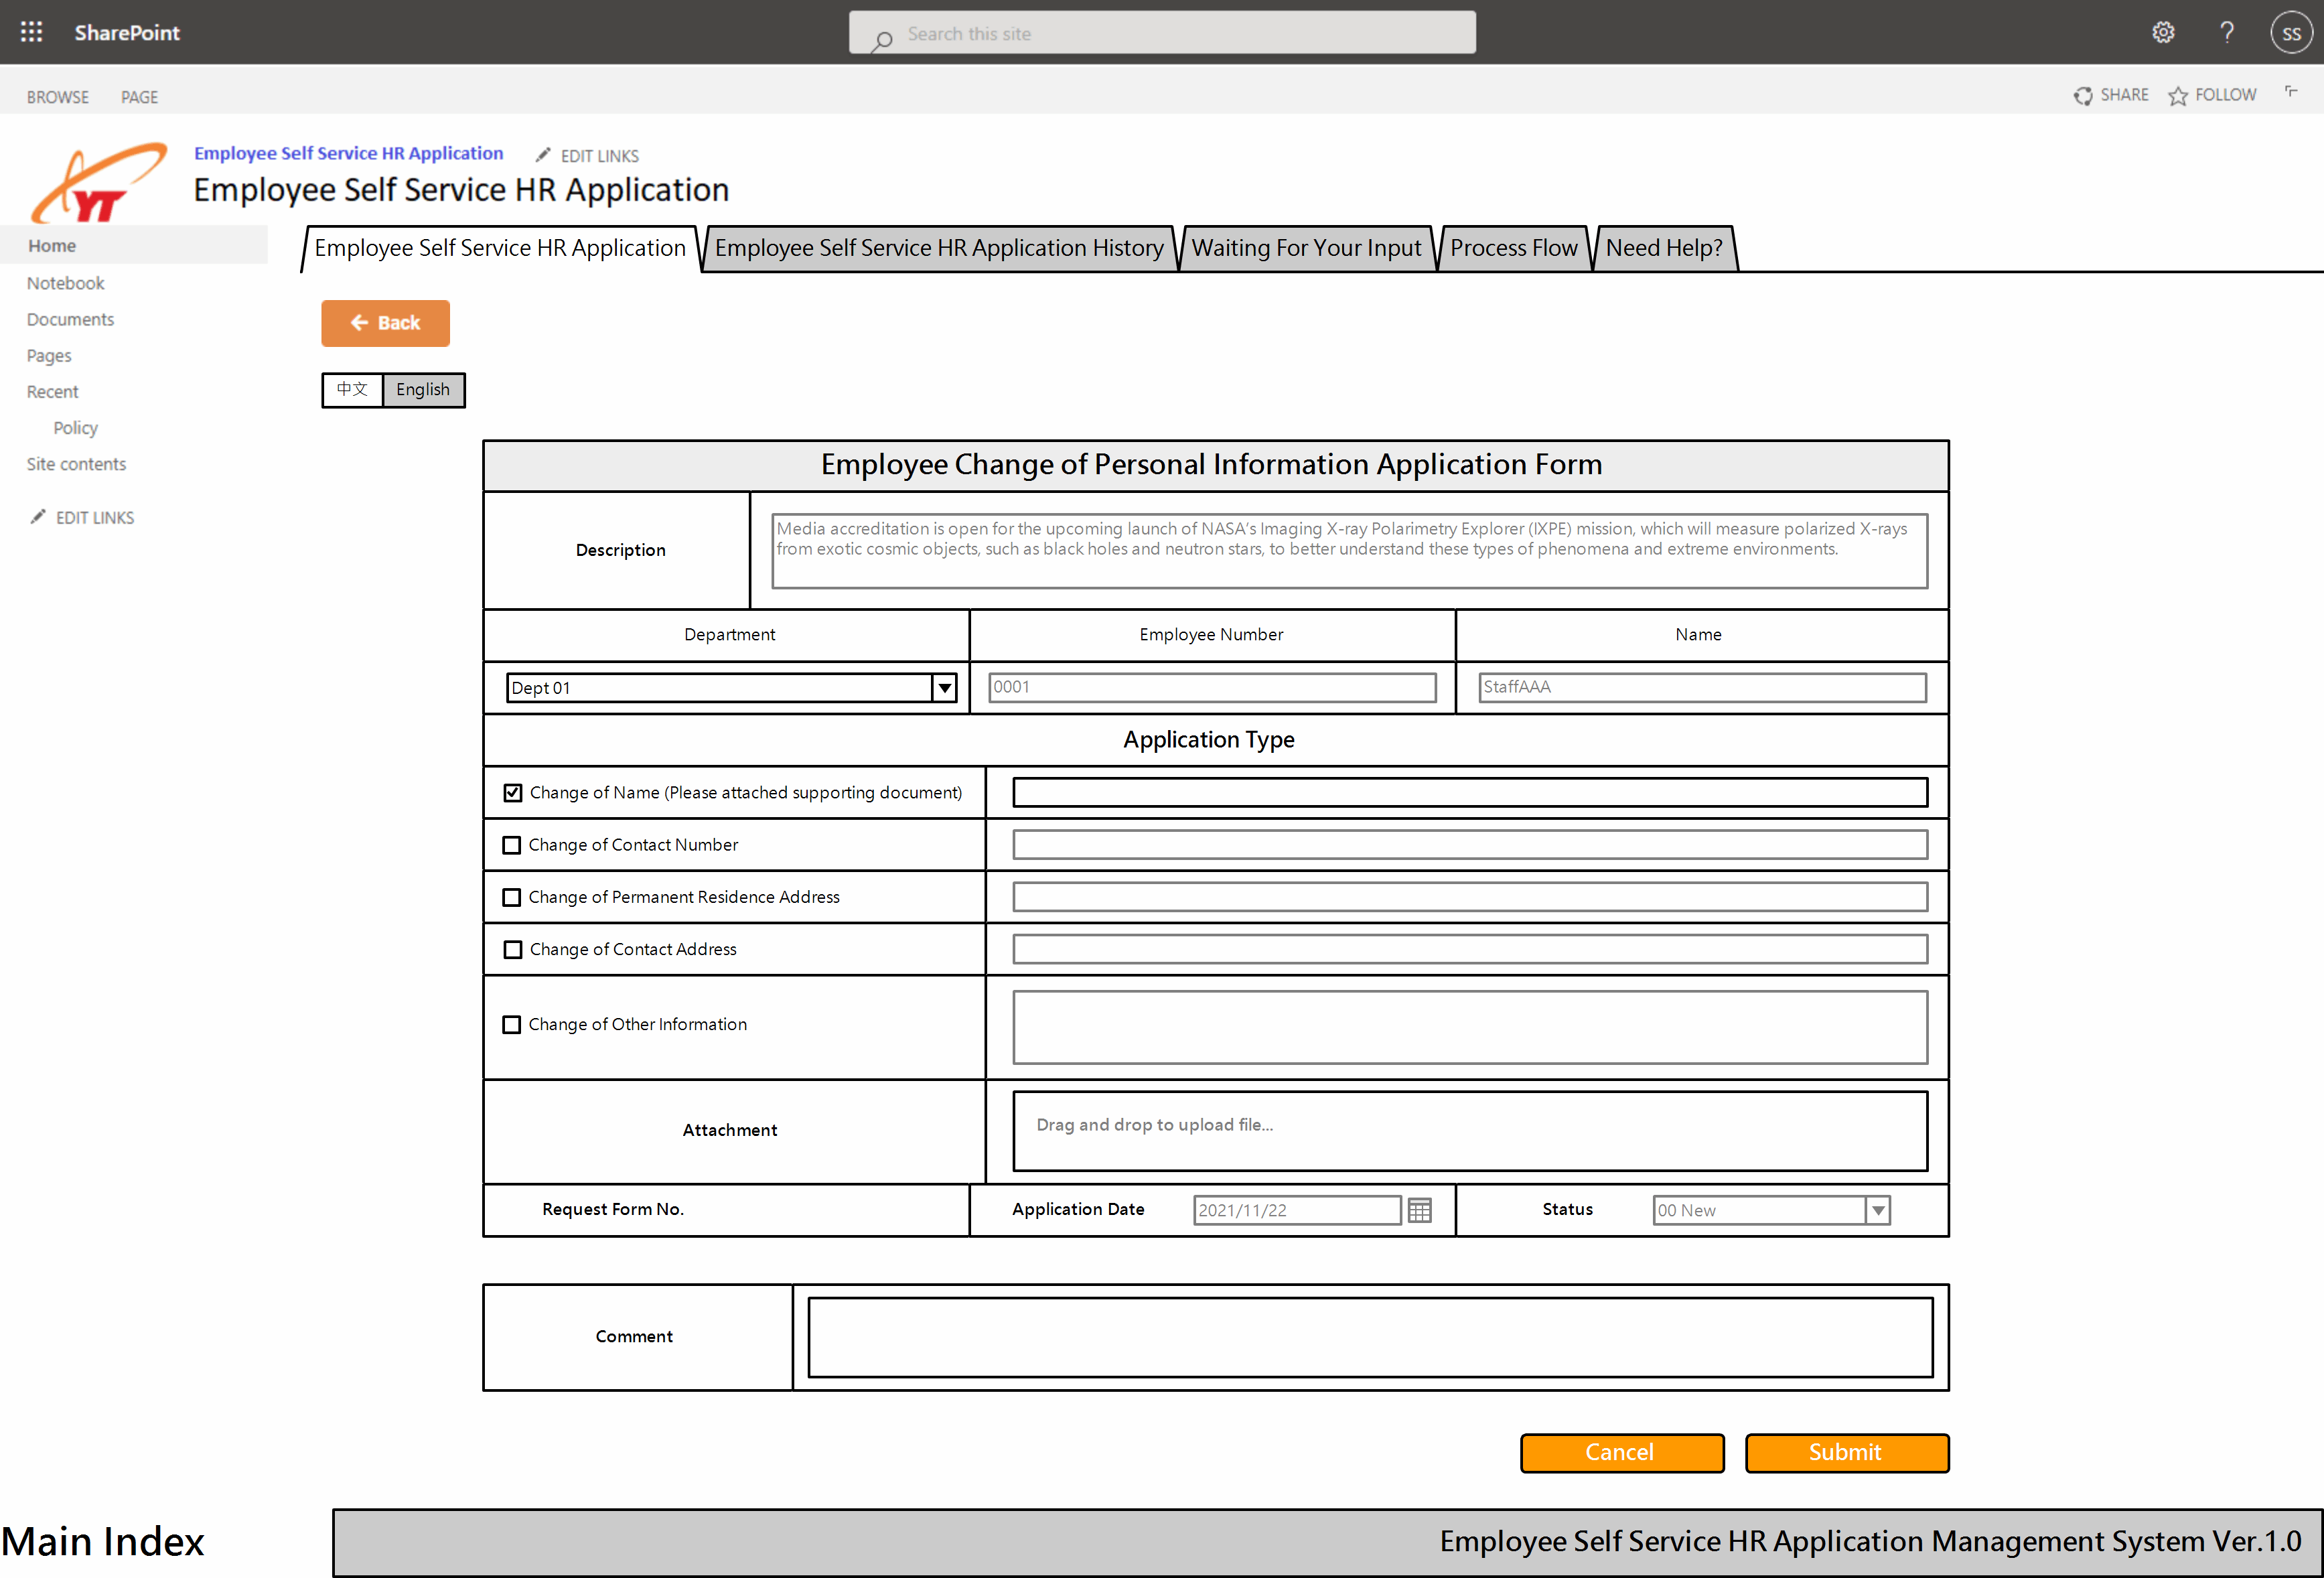 SharePoint
Search this site
?
SS
BROWSE
PAGE
SHARE
FOLLOW
YT
Employee Self Service HR Application
EDIT LINKS
Employee Self Service HR Application
Home
Notebook
Documents
Pages
Recent
Policy
Site contents
EDIT LINKS
Employee Self Service HR Application
Employee Self Service HR Application History
Waiting For Your Input
Process Flow
Need Help?
Back
中文
English
Employee Change of Personal Information Application Form
Description
Media accreditation is open for the upcoming launch of NASA's Imaging X-ray Polarimetry Explorer (IXPE) mission, which will measure polarized X-rays
from exotic cosmic objects, such as black holes and neutron stars, to better understand these types of phenomena and extreme environments.
Department
Employee Number
Name
Dept 01
0001
StaffAAA
Application Type
Change of Name (Please attached supporting document)
Change of Contact Number
Change of Permanent Residence Address
Change of Contact Address
Change of Other Information
Attachment
Drag and drop to upload file...
Request Form No.
Application Date
2021/11/22
Status
00 New
Comment
Cancel
Submit
Main Index
Employee Self Service HR Application Management System Ver.1.0